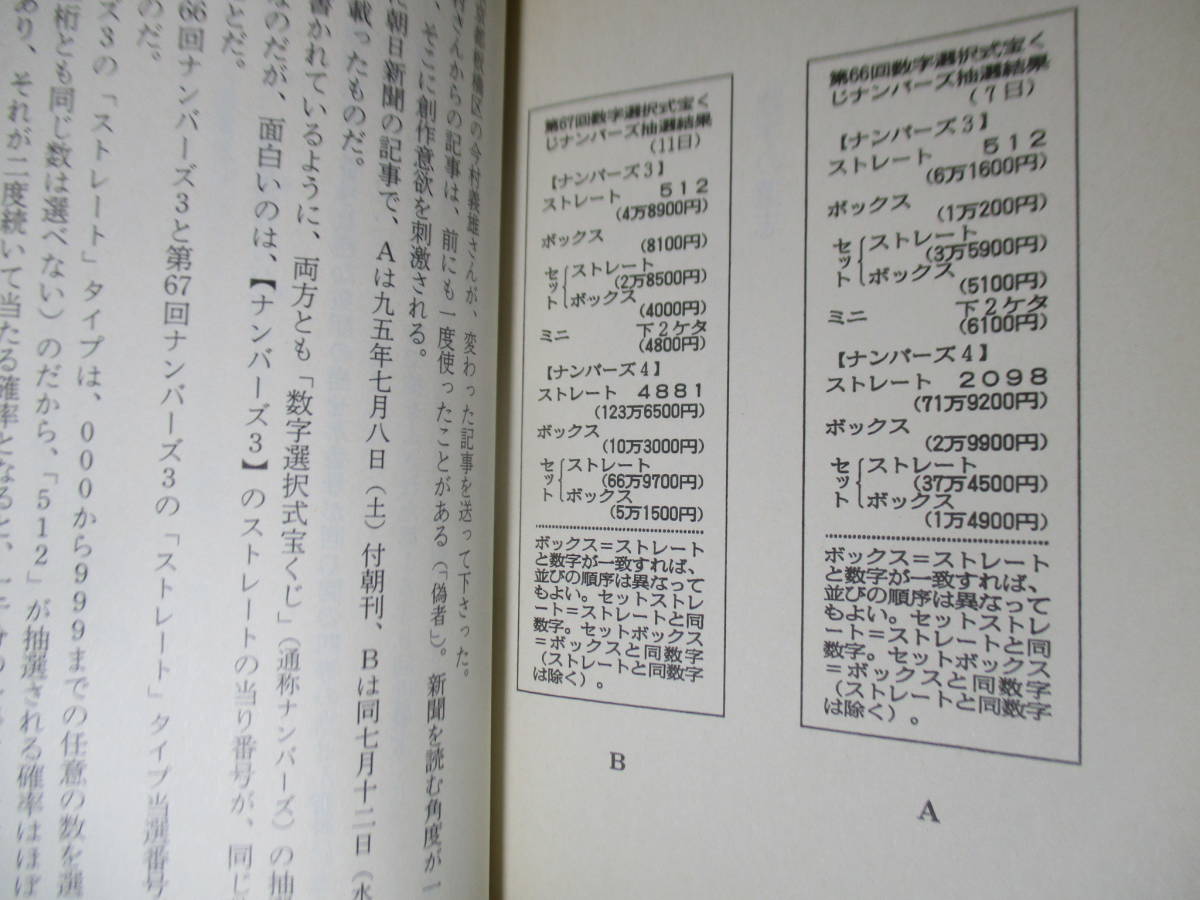 第66回数字選択式宝く
じナンバーズ抽選結果
(7日)
【ナンバーズ3】
ストレート 512
(6万1600円)
ボックス (1万200円)
セット{ストレート
(3万5900円)
ボックス
(5100円)
ミニ 下2ケタ
(6100円)
【ナンバーズ4】
ストレート 2098
(71万9200円)
ボックス
(2万9900円)
セット{ストレート
(37万4500円)
ボックス
(1万4900円)
ボックス=ストレート
と数字が一致すれば、
並びの順序は異なって
もよい。セットストレ
ート=ストレートと同
数字。セットボックス
=ボックスと同数字
(ストレートと同数字
は除く)。
A
第67回数字選択式宝く
じナンバーズ抽選結果
(11日)
【ナンバーズ3】
ストレート 512
(4万8900円)
ボックス (8100円)
セット{ストレート
(2万8500円)
ボックス
(4000円)
ミニ 下2ケタ
(4800円)
【ナンバーズ4】
ストレート 4881
(123万6500円)
ボックス
(10万3000円)
セット{ストレート
(66万9700円)
ボックス
(5万1500円)
ボックス=ストレート
と数字が一致すれば、
並びの順序は異なって
もよい。セットストレ
ート=ストレートと同
数字。セットボックス
=ボックスと同数字
(ストレートと同数字
は除く)。
B
京都板橋区の今村義雄さんが、変わった記事を送って下さった。
村さんからの記事は、前にも一度使ったことがある(「偽者」)。新聞を読む角度が一
、そこに創作意欲を刺激される。
に朝日新聞の記事で、Aは九五年七月八日(土)付朝刊、Bは同七月十二日(水
載ったものだ。
書かれているように、両方とも「数字選択式宝くじ」(通称ナンバーズ)の抽
なのだが、面白いのは、【ナンバーズ3】のストレートの当り番号が、同じ
とだ。
66回ナンバーズ3と第67回ナンバーズ3の「ストレート」タイプ当選番号
のだ。
ズ3の「ストレート」タイプは、000から999までの任意の数を選
桁とも同じ数は選べない)のだから、「512」が抽選される確率はほぼ
あり、それが二度続いて当たる確率となると、